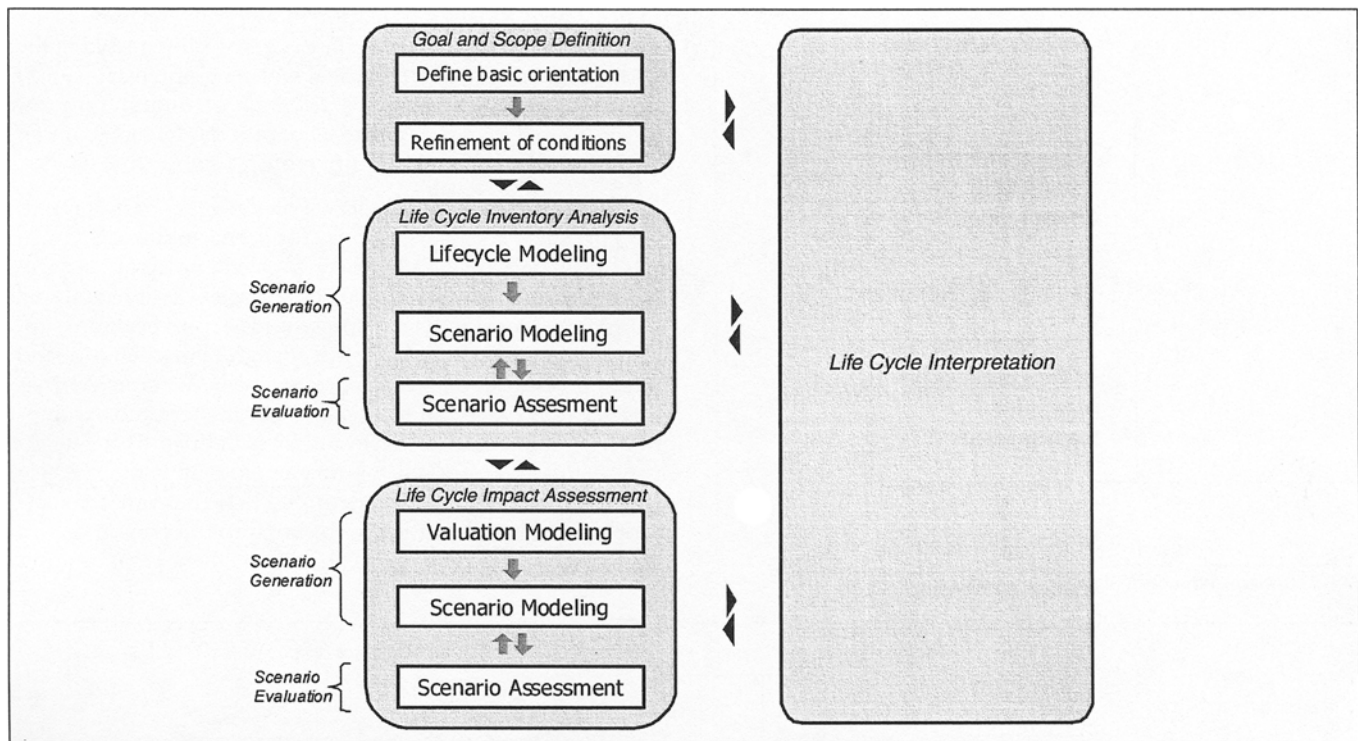 Goal and Scope Definition
Define basic orientation
Refinement of conditions
Life Cycle Inventory Analysis
Lifecycle Modeling
Scenario
Generation
Scenario Modeling
Scenario
Evaluation
Scenario Assesment
Life Cycle Impact Assessment
Valuation Modeling
Scenario
Generation
Scenario Modeling
Scenario
Evaluation
Scenario Assessment
Life Cycle Interpretation